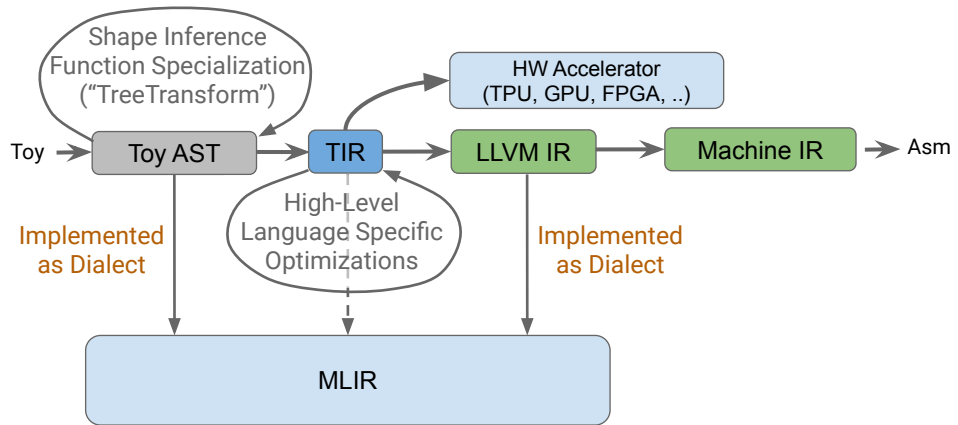 Shape Inference
Function Specialization
(“TreeTransform”)
HW Accelerator
(TPU, GPU, FPGA, ..)
Toy
Toy AST
TIR
LLVM IR
Machine IR
Asm
High-Level
Language Specific
Optimizations
Implemented
as Dialect
Implemented
as Dialect
MLIR